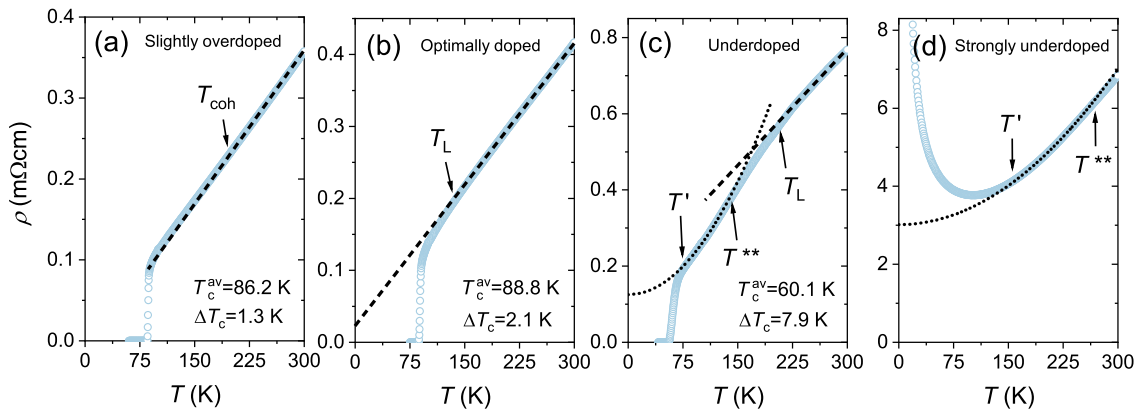 (a) Slightly overdoped
0.4
0.3
0.2
0.1
0.0
ρ (mΩcm)
T_coh
T_c^av=86.2 K
ΔT_c=1.3 K
0 75 150 225 300
T (K)
(b) Optimally doped
0.4
0.3
0.2
0.1
0.0
T_L
T_c^av=88.8 K
ΔT_c=2.1 K
0 75 150 225 300
T (K)
(c) Underdoped
0.8
0.6
0.4
0.2
0.0
T'
T_L
T**
T_c^av=60.1 K
ΔT_c=7.9 K
0 75 150 225 300
T (K)
(d) Strongly underdoped
8
6
4
2
T'
T**
0 75 150 225 300
T (K)